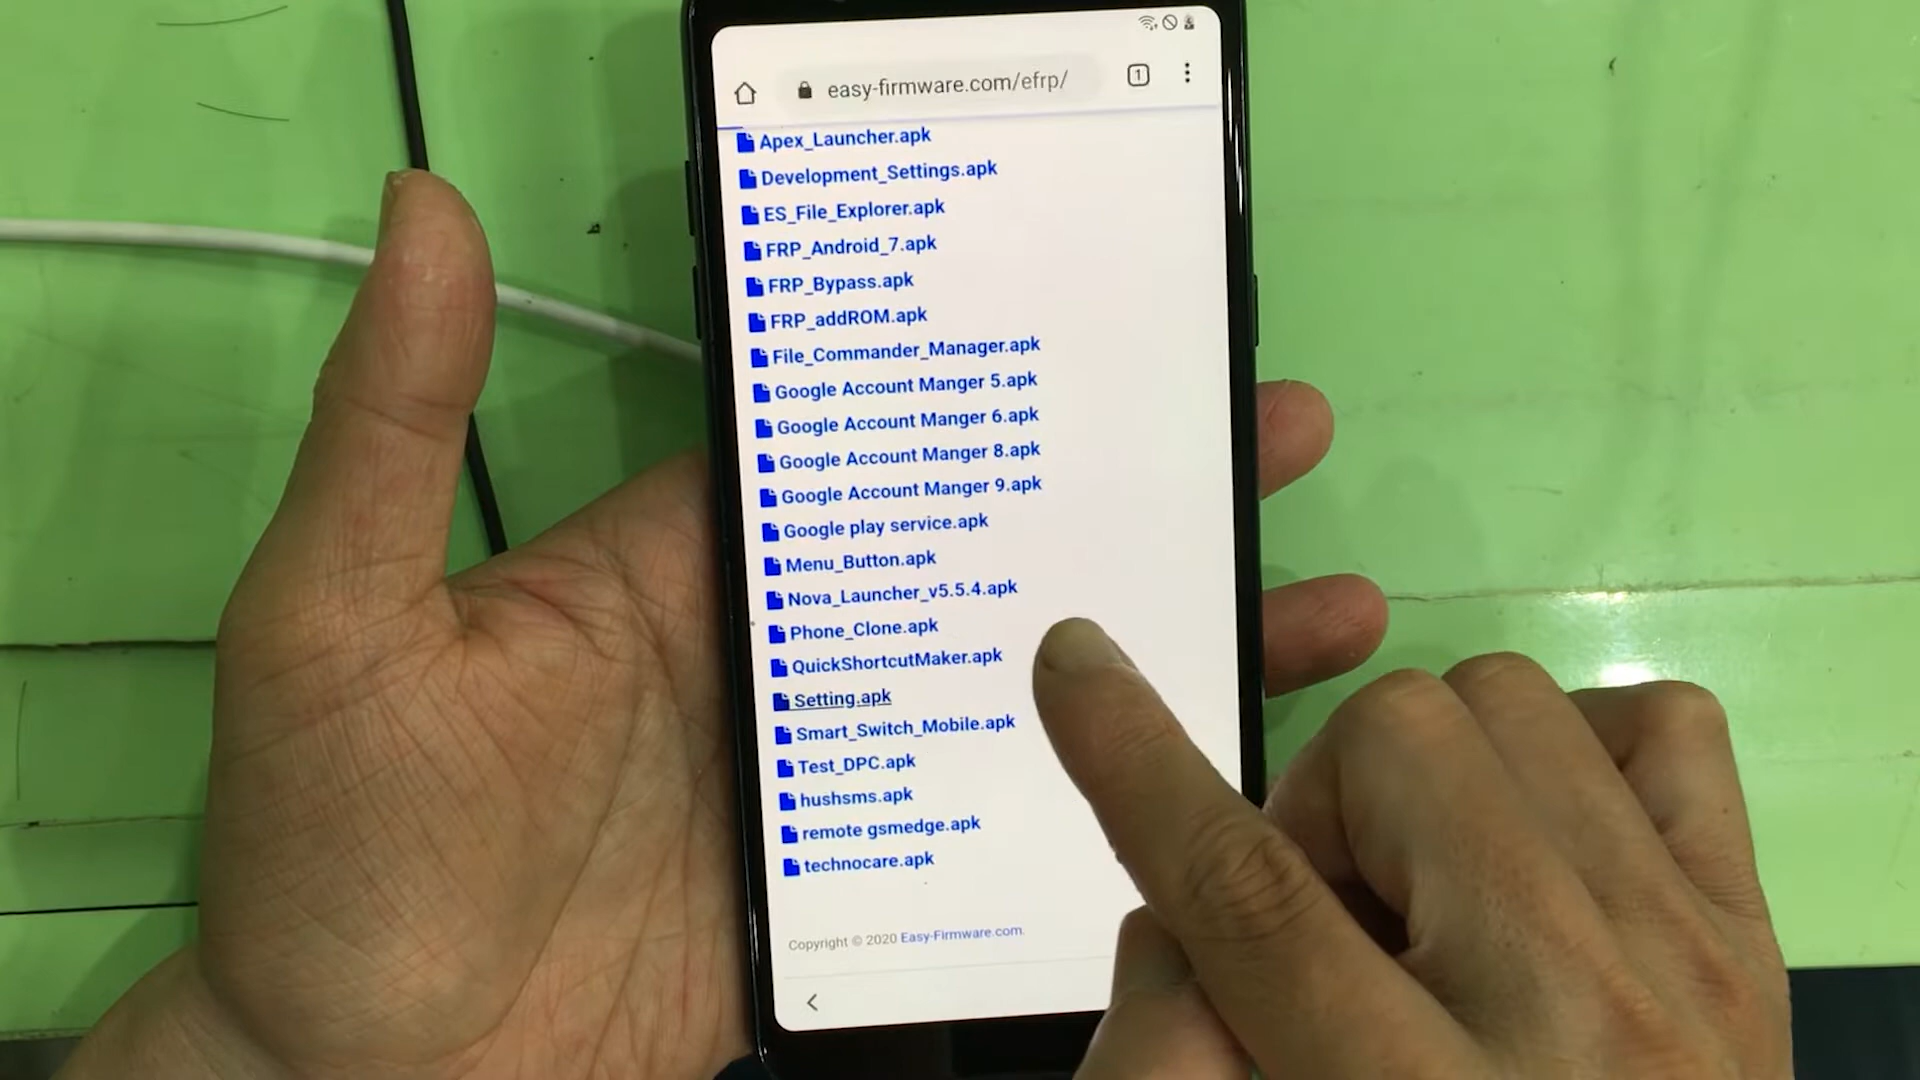 easy-firmware.com/efrp/
1
Apex_Launcher.apk
Development_Settings.apk
ES_File_Explorer.apk
FRP_Android_7.apk
FRP_Bypass.apk
FRP_addROM.apk
File_Commander_Manager.apk
Google Account Manger 5.apk
Google Account Manger 6.apk
Google Account Manger 8.apk
Google Account Manger 9.apk
Google play service.apk
Menu_Button.apk
Nova_Launcher_v5.5.4.apk
Phone_Clone.apk
QuickShortcutMaker.apk
Setting.apk
Smart_Switch_Mobile.apk
Test_DPC.apk
hushsms.apk
remote gsmedge.apk
technocare.apk
Copyright © 2020 Easy-Firmware.com.